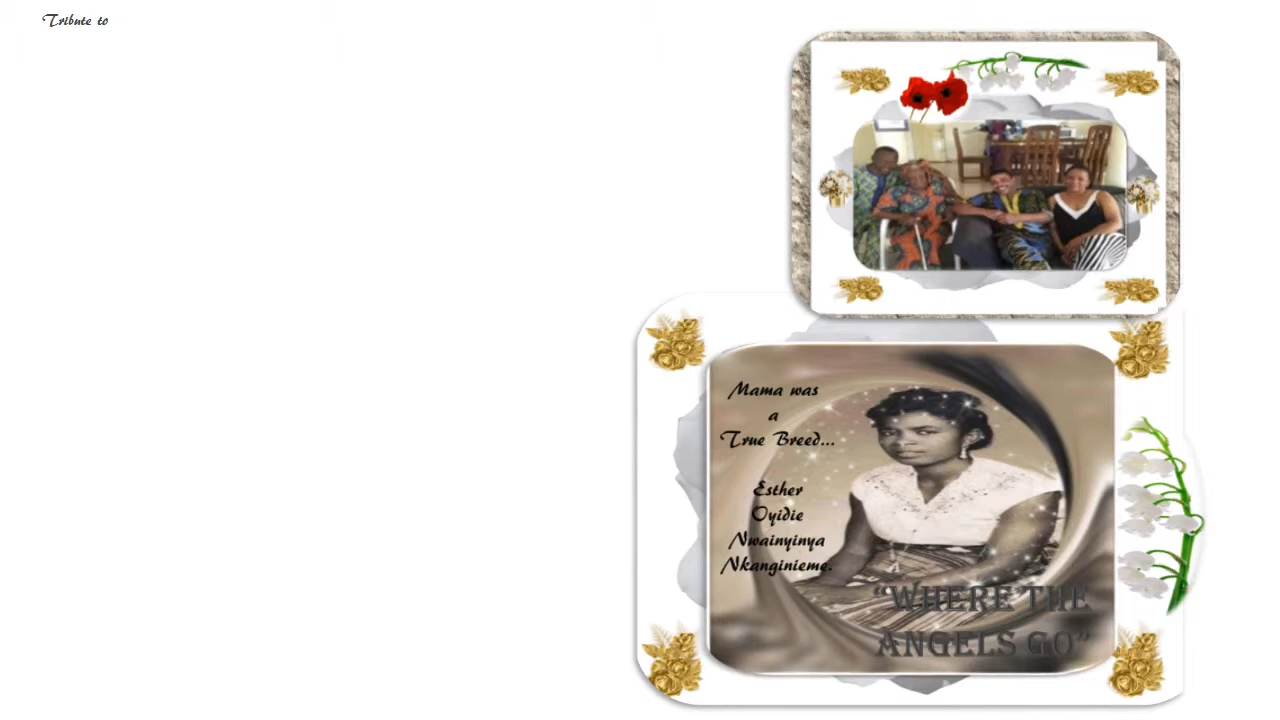 Tribute to
Mama was
a
True Breed...
Esther
Oyidie
Nwainyinya
Nkanginieme.
“WHERE THE
ANGELS GO”